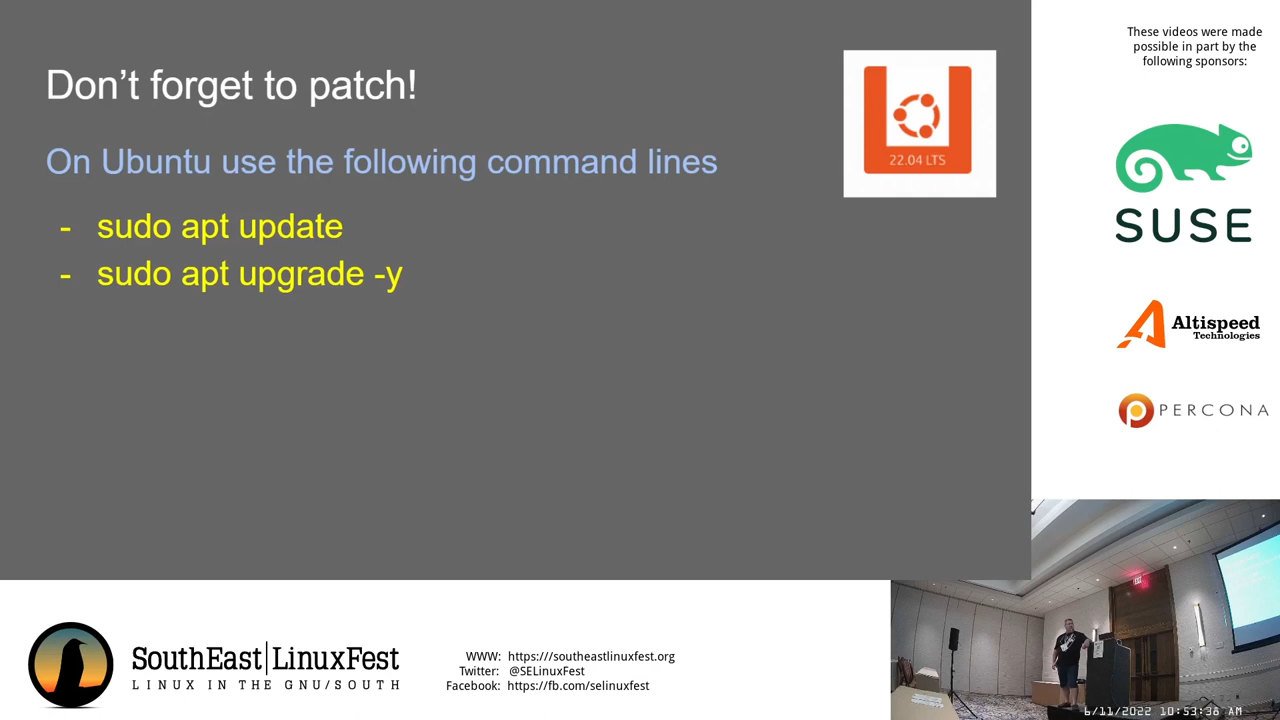 Don't forget to patch!
On Ubuntu use the following command lines
- sudo apt update
- sudo apt upgrade -y
22.04 LTS
These videos were made
possible in part by the
following sponsors:
SUSE
Altispeed
Technologies
PERCONA
SouthEast|LinuxFest
LINUX IN THE GNU/SOUTH
WWW: https:///southeastlinuxfest.org
Twitter: @SELinuxFest
Facebook: https://fb.com/selinuxfest
6/11/2022 10:53:36 AM